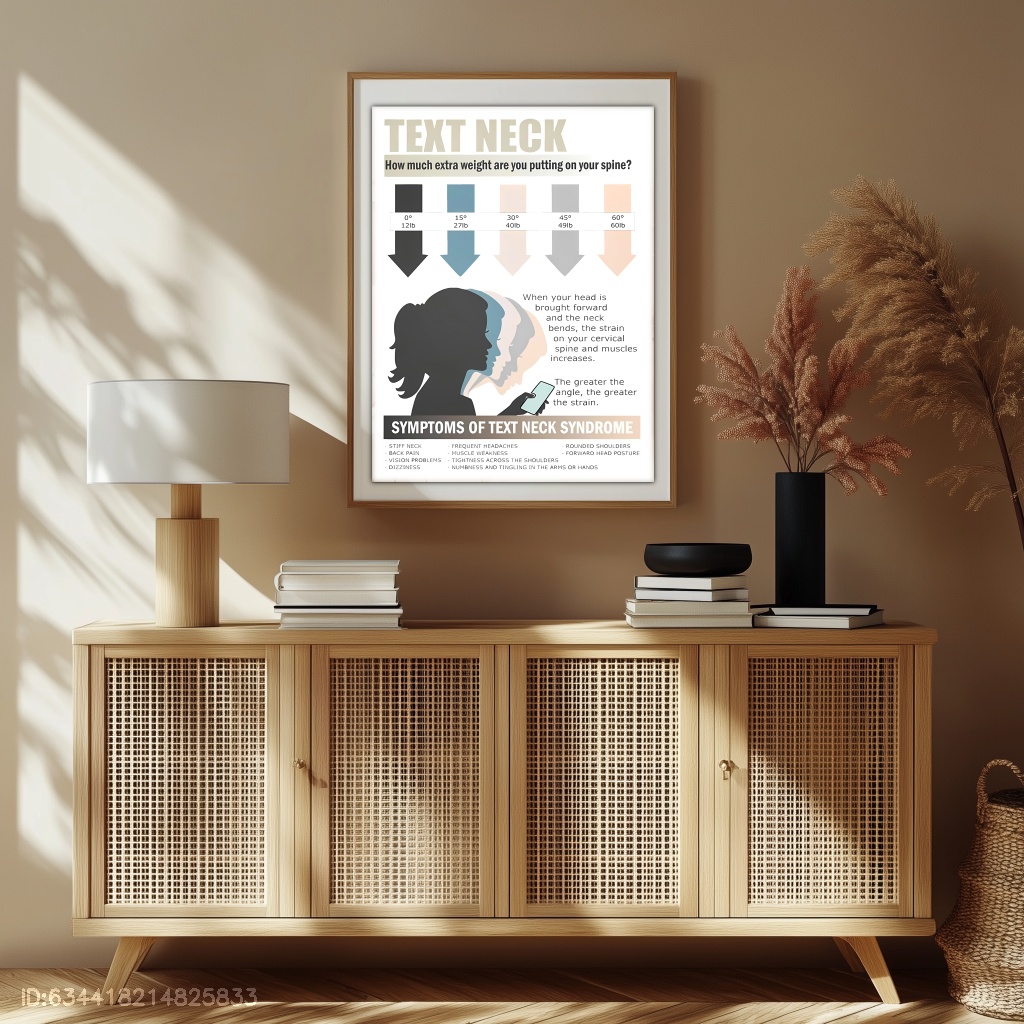 TEXT NECK
How much extra weight are you putting on your spine?
0° 15° 30° 45° 60°
12lb 27lb 40lb 49lb 60lb
When your head is
brought forward
and the neck
bends, the strain
on your cervical
spine and muscles
increases.
The greater the
angle, the greater
the strain.
SYMPTOMS OF TEXT NECK SYNDROME
- STIFF NECK
- BACK PAIN
- VISION PROBLEMS
- DIZZINESS
- FREQUENT HEADACHES
- MUSCLE WEAKNESS
- TIGHTNESS ACROSS THE SHOULDERS
- NUMBNESS AND TINGLING IN THE ARMS OR HANDS
- ROUNDED SHOULDERS
- FORWARD HEAD POSTURE
ID:634418214825833